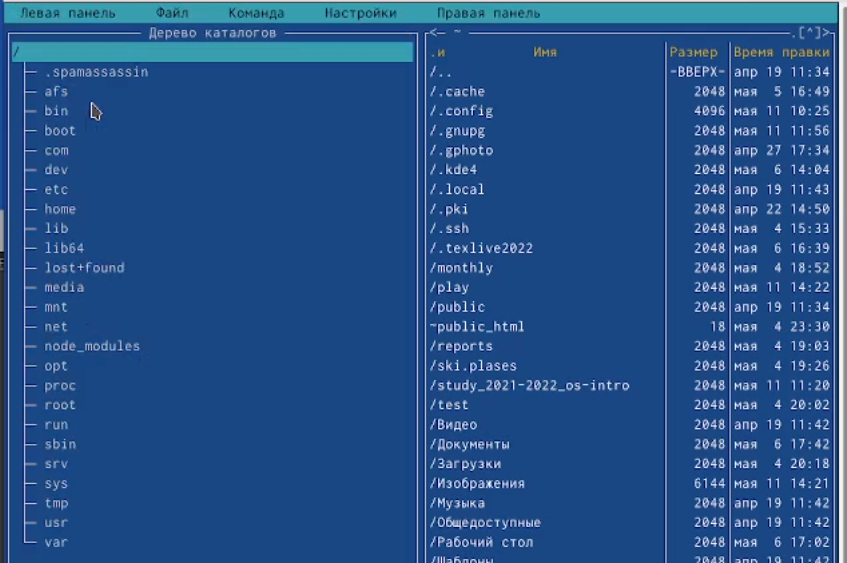 Левая панель Файл Команда Настройки Правая панель
Дерево каталогов
/
.spamassassin
afs
bin
boot
com
dev
etc
home
lib
lib64
lost+found
media
mnt
net
node_modules
opt
proc
root
run
sbin
srv
sys
tmp
usr
var
<— ~ .[^]>
.и Имя Размер Время правки
/.. -ВВЕРХ- апр 19 11:34
/.cache 2048 мая 5 16:49
/.config 4096 мая 11 10:25
/.gnupg 2048 мая 11 11:56
/.gphoto 2048 апр 27 17:34
/.kde4 2048 мая 6 14:04
/.local 2048 апр 19 11:43
/.pki 2048 апр 22 14:50
/.ssh 2048 мая 4 15:33
/.texlive2022 2048 мая 6 16:39
/monthly 2048 мая 4 18:52
/play 2048 мая 11 14:22
/public 2048 апр 19 11:34
~public_html 18 мая 4 23:30
/reports 2048 мая 4 19:03
/ski.plases 2048 мая 4 19:26
/study_2021-2022_os-intro 2048 мая 11 11:20
/test 2048 мая 4 20:02
/Видео 2048 апр 19 11:42
/Документы 2048 мая 6 17:42
/Загрузки 2048 мая 4 20:18
/Изображения 6144 мая 11 14:21
/Музыка 2048 апр 19 11:42
/Общедоступные 2048 апр 19 11:42
/Рабочий стол 2048 мая 6 17:02
/Шаблоны 2048 апр 19 11:42